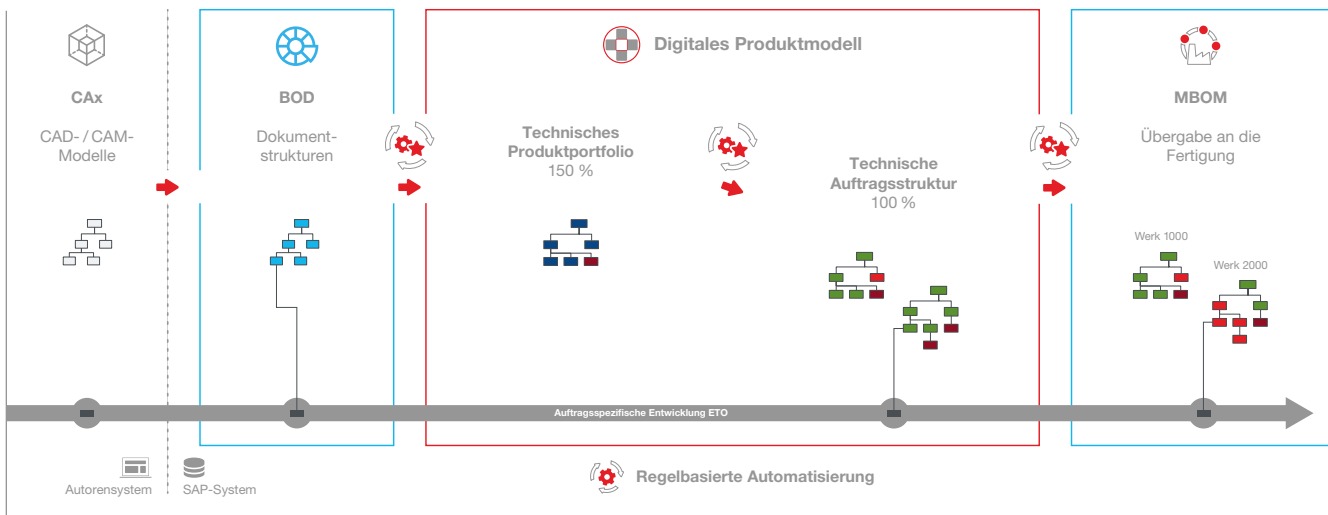 CAx
CAD- / CAM-
Modelle
BOD
Dokument-
strukturen
Digitales Produktmodell
Technisches
Produktportfolio
150 %
Technische
Auftragsstruktur
100 %
MBOM
Übergabe an die
Fertigung
Werk 1000
Werk 2000
Auftragsspezifische Entwicklung ETO
Autorensystem
SAP-System
Regelbasierte Automatisierung